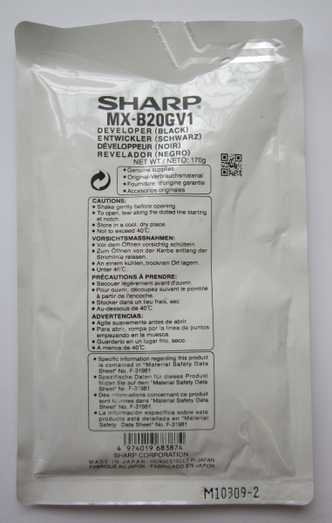 SHARP
MX-B20GV1
DEVELOPER (BLACK)
ENTWICKLER (SCHWARZ)
DÉVELOPPEUR (NOIR)
REVELADOR (NEGRO)
NET WT / NETO: 170g
• Genuine supplies
• Original-Verbrauchsmaterial
• Fourniture d'origine garantie
• Accesorios originales
CAUTIONS:
• Shake gently before opening.
• To open, tear along the dotted line starting
at notch.
• Store in a cool, dry place.
• Not to exceed 40°C.
VORSICHTSMASSNAHMEN:
• Vor dem Öffnen vorsichtig schütteln.
• Zum Öffnen von der Kerbe entlang der
Strichlinie reissen.
• An einem kühlen, trocknen Ort lagern.
• Unter 40°C.
PRÉCAUTIONS À PRENDRE:
• Secouer légèrement avant d'ouvrir.
• Pour ouvrir, découpez suivant le pointillé
à partir de l'encoche.
• Stocker dans un lieu frais, sec.
• Au-dessous de 40°C.
ADVERTENCIAS:
• Agite suavemente antes de abrir.
• Para abrir, rompa por la línea de puntos
empezando en la muesca.
• Guardarlo en un lugar frío, seco.
• A menos de 40°C.
• Specific information regarding this product
is contained in "Material Safety Data
Sheet" No. F-31981
• Spezifische Daten für dieses Produkt
finden Sie auf dem "Material Safety Data
Sheet" Nr. F-31981
• Des informations concernant ce produit
sont fournies dans "Material Safety Data
Sheet" No. F-31981
• La información específica sobre este
producto está detallada en "Material
Safety Data Sheet" No. F-31981
4 974019 683874
SHARP CORPORATION
MADE IN JAPAN HERGESTELLT IN JAPAN
FABRIQUÉ AU JAPON FABRICADO EN JAPON
M10309-2